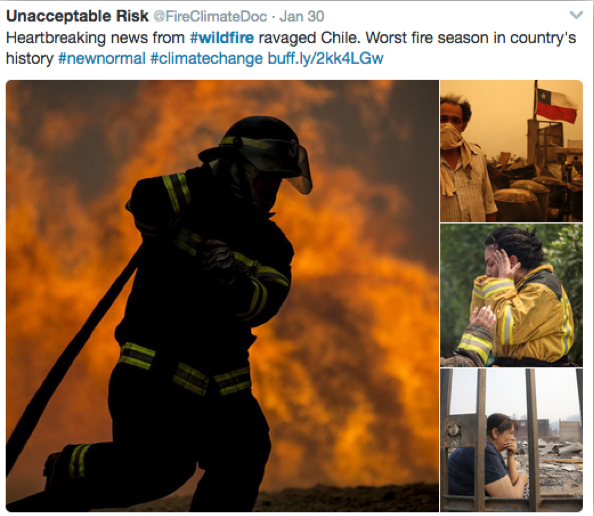 Unacceptable Risk @FireClimateDoc · Jan 30
Heartbreaking news from #wildfire ravaged Chile. Worst fire season in country's
history #newnormal #climatechange buff.ly/2kk4LGw